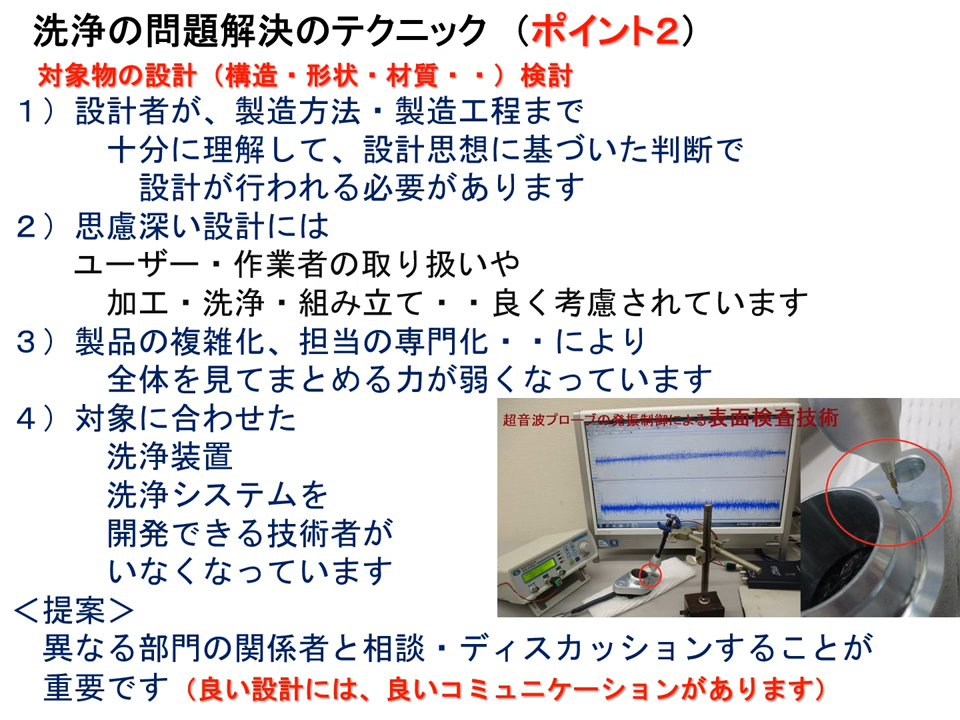 洗浄の問題解決のテクニック （ポイント２）
対象物の設計（構造・形状・材質・・）検討
１）設計者が、製造方法・製造工程まで
十分に理解して、設計思想に基づいた判断で
設計が行われる必要があります
２）思慮深い設計には
ユーザー・作業者の取り扱いや
加工・洗浄・組み立て・・良く考慮されています
３）製品の複雑化、担当の専門化・・により
全体を見てまとめる力が弱くなっています
４）対象に合わせた
洗浄装置
洗浄システムを
開発できる技術者が
いなくなっています
超音波プローブの発振制御による表面検査技術
＜提案＞
異なる部門の関係者と相談・ディスカッションすることが
重要です（良い設計には、良いコミュニケーションがあります）